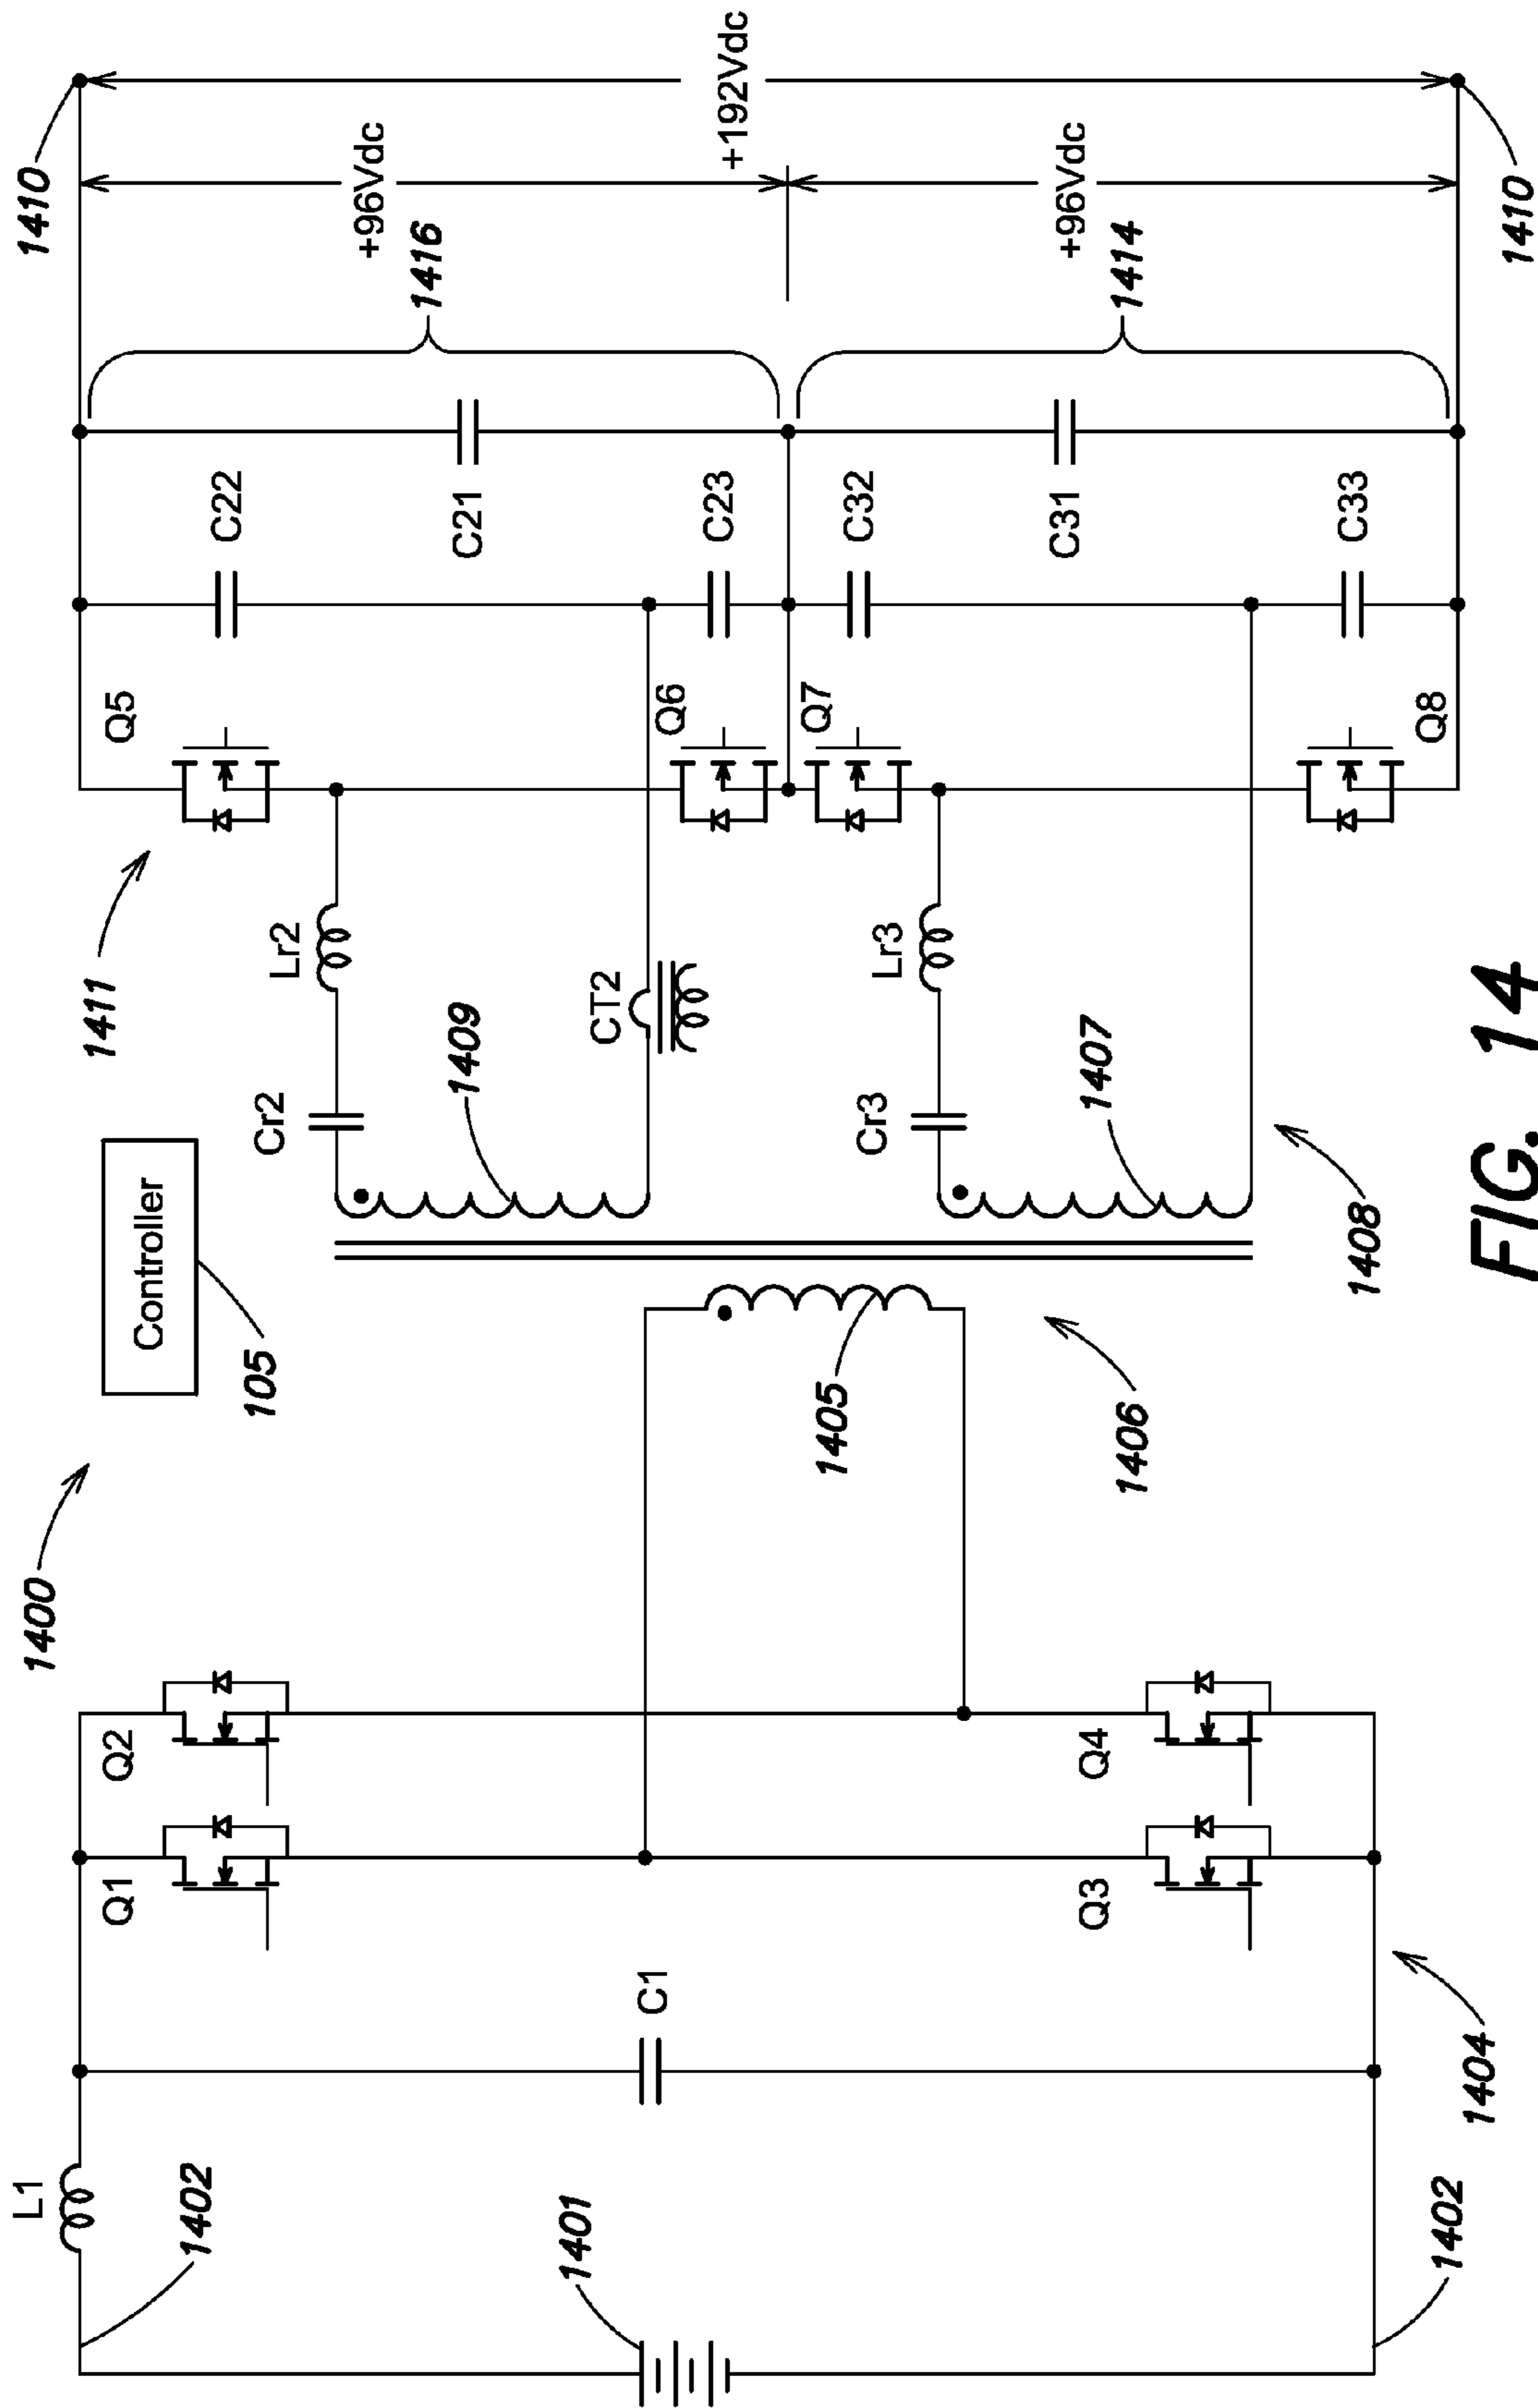 1400
Controller
105
1411
1410
L1
1402
C1
Q1
Q2
Q3
Q4
1401
1402
1404
1405
1406
Cr2
Lr2
1409
CT2
Cr3
Lr3
1407
1408
Q5
Q6
Q7
Q8
C22
C21
C23
C32
C31
C33
1416
1414
+96Vdc
+192Vdc
+96Vdc
1410
FIG. 14